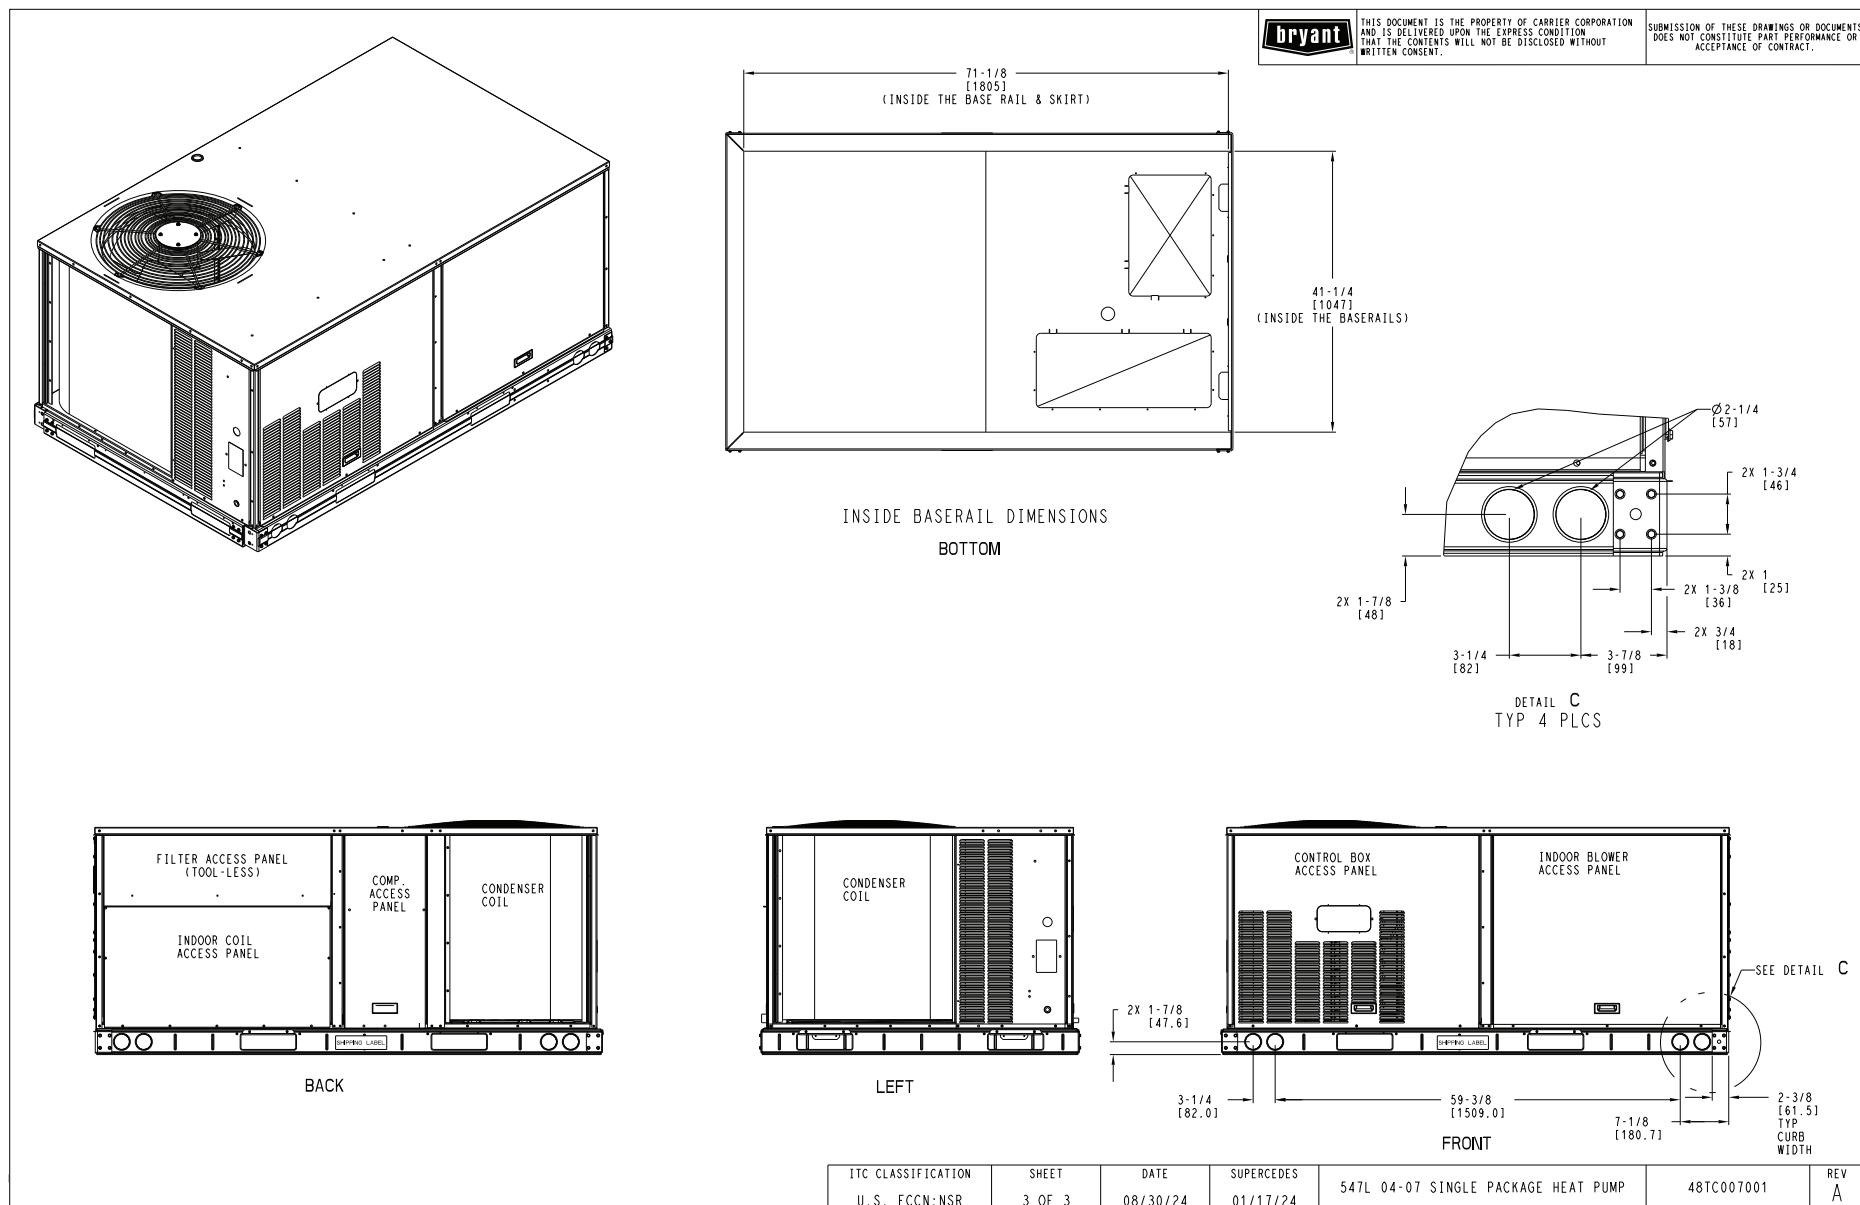 bryant
THIS DOCUMENT IS THE PROPERTY OF CARRIER CORPORATION
AND IS DELIVERED UPON THE EXPRESS CONDITION
THAT THE CONTENTS WILL NOT BE DISCLOSED WITHOUT
WRITTEN CONSENT.
SUBMISSION OF THESE DRAWINGS OR DOCUMENTS
DOES NOT CONSTITUTE PART PERFORMANCE OR
ACCEPTANCE OF CONTRACT.
71-1/8
[1805]
(INSIDE THE BASE RAIL & SKIRT)
41-1/4
[1047]
(INSIDE THE BASERAILS)
INSIDE BASERAIL DIMENSIONS
BOTTOM
Ø2-1/4
[57]
2X 1-3/4
[46]
2X 1
[25]
2X 1-3/8
[36]
2X 3/4
[18]
2X 1-7/8
[48]
3-1/4
[82]
3-7/8
[99]
DETAIL C
TYP 4 PLCS
FILTER ACCESS PANEL
(TOOL-LESS)
INDOOR COIL
ACCESS PANEL
COMP.
ACCESS
PANEL
CONDENSER
COIL
SHIPPING LABEL
BACK
CONDENSER
COIL
LEFT
CONTROL BOX
ACCESS PANEL
INDOOR BLOWER
ACCESS PANEL
SHIPPING LABEL
SEE DETAIL C
2X 1-7/8
[47.6]
3-1/4
[82.0]
59-3/8
[1509.0]
7-1/8
[180.7]
2-3/8
[61.5]
TYP
CURB
WIDTH
FRONT
ITC CLASSIFICATION
U.S. ECCN:NSR
SHEET
3 OF 3
DATE
08/30/24
SUPERCEDES
01/17/24
547L 04-07 SINGLE PACKAGE HEAT PUMP
48TC007001
REV
A